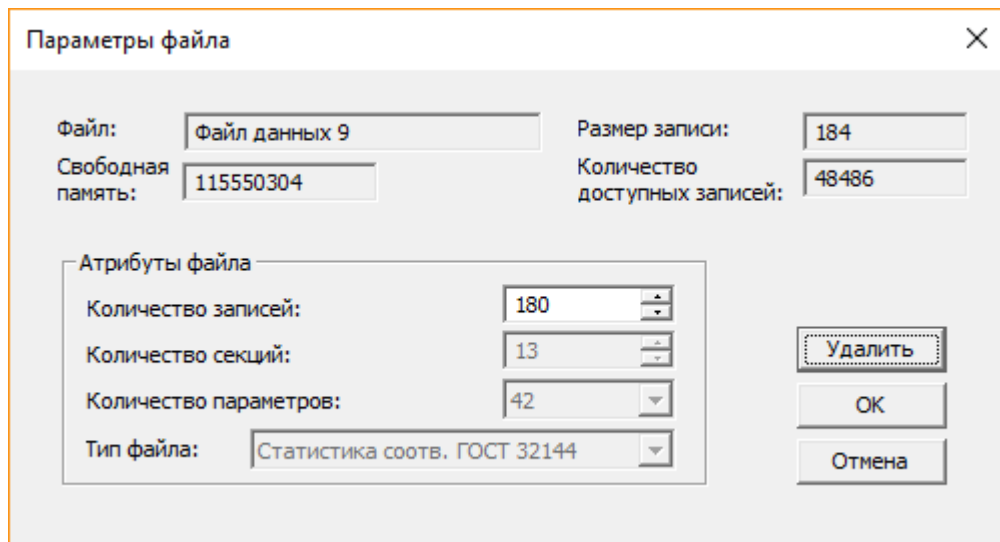 Параметры файла
Файл: Файл данных 9 Размер записи: 184
Свободная память: 115550304 Количество доступных записей: 48486
Атрибуты файла
Количество записей: 180
Количество секций: 13
Количество параметров: 42
Тип файла: Статистика соотв. ГОСТ 32144
Удалить
ОК
Отмена